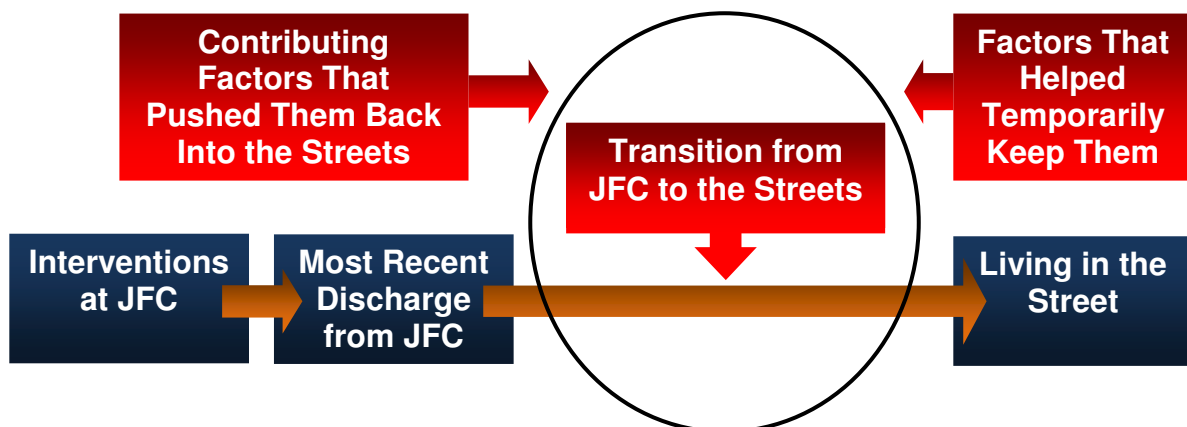 Contributing
Factors That
Pushed Them Back
Into the Streets
Factors That
Helped
Temporarily
Keep Them
Transition from
JFC to the Streets
Interventions
at JFC
Most Recent
Discharge
from JFC
Living in the
Street